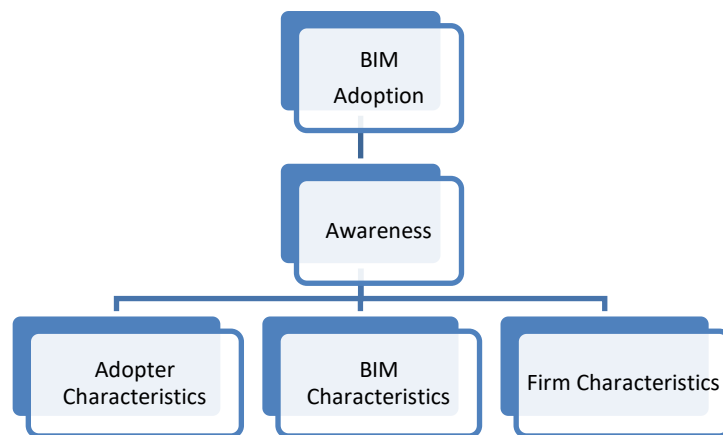 BIM
Adoption
Awareness
Adopter
Characteristics
BIM
Characteristics
Firm Characteristics